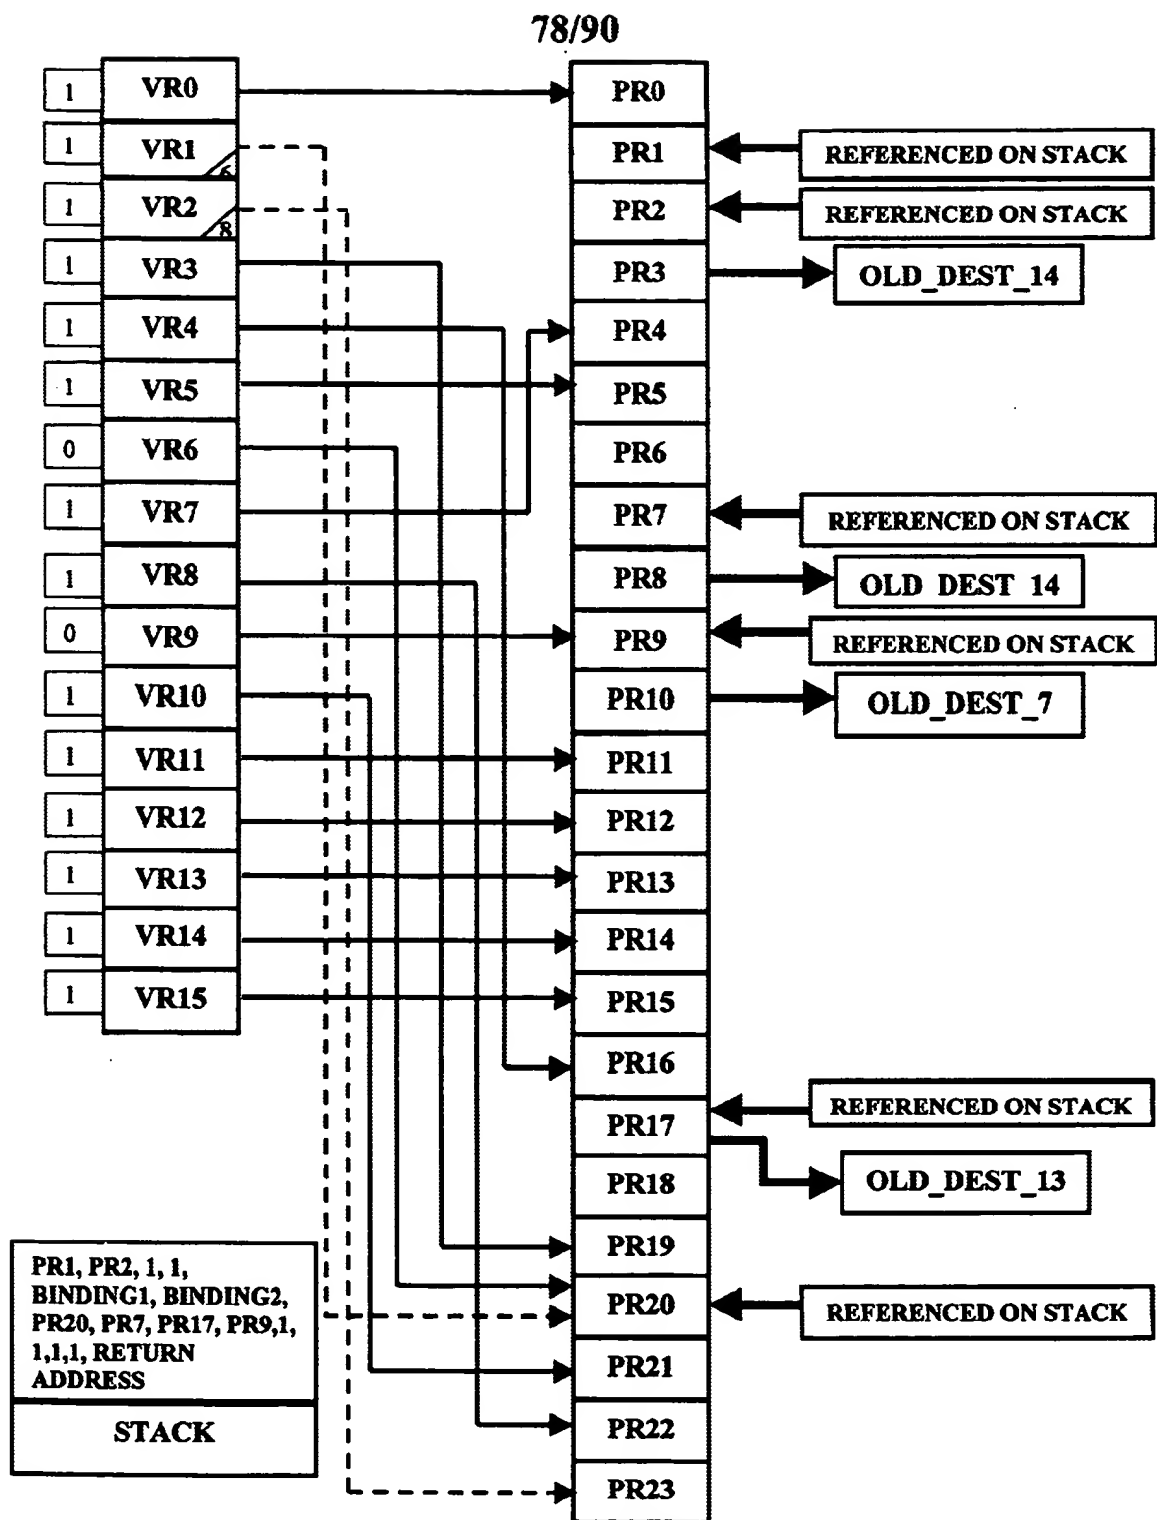 78/90
1 VR0
1 VR1
6
1 VR2
8
1 VR3
1 VR4
1 VR5
0 VR6
1 VR7
1 VR8
0 VR9
1 VR10
1 VR11
1 VR12
1 VR13
1 VR14
1 VR15
PR0
PR1 REFERENCED ON STACK
PR2 REFERENCED ON STACK
PR3 OLD_DEST_14
PR4
PR5
PR6
PR7 REFERENCED ON STACK
PR8 OLD DEST 14
PR9 REFERENCED ON STACK
PR10 OLD_DEST_7
PR11
PR12
PR13
PR14
PR15
PR16
PR17 REFERENCED ON STACK
OLD_DEST_13
PR18
PR19
PR20 REFERENCED ON STACK
PR21
PR22
PR23
PR1, PR2, 1, 1,
BINDING1, BINDING2,
PR20, PR7, PR17, PR9,1,
1,1,1, RETURN
ADDRESS
STACK